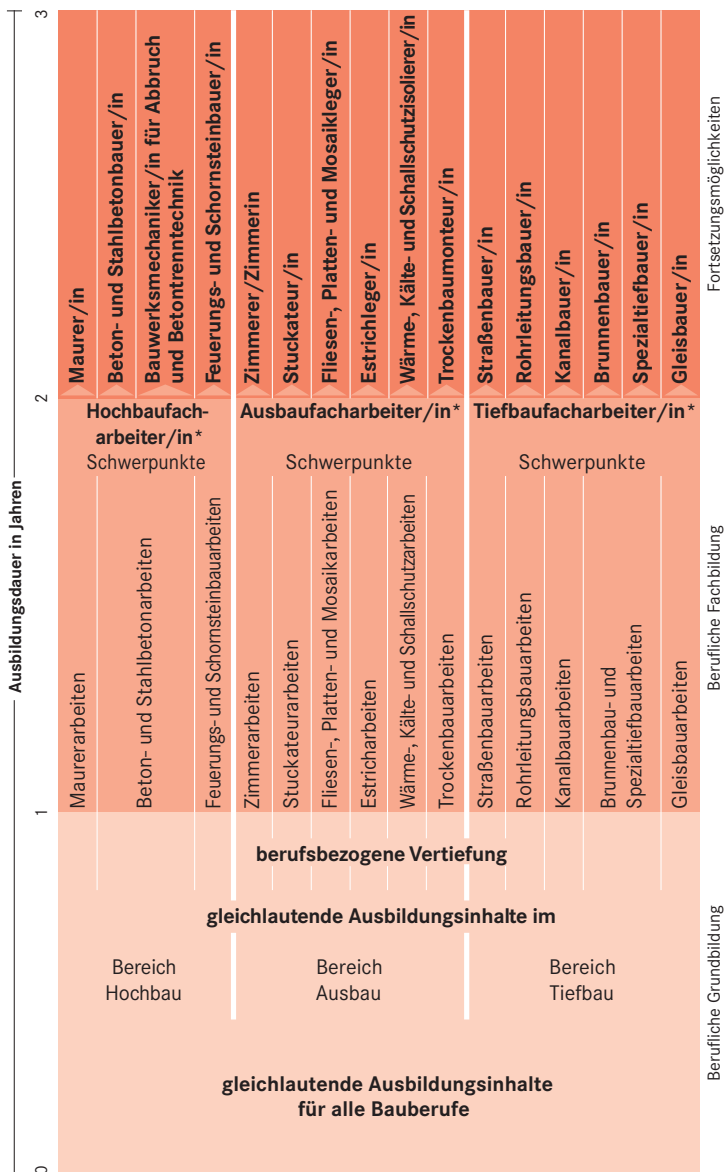 Ausbildungsdauer in Jahren
3
Maurer/in
Beton- und Stahlbetonbauer/in
Bauwerksmechaniker/in für Abbruch
und Betontrenntechnik
Feuerungs- und Schornsteinbauer/in
Zimmerer/Zimmerin
Stuckateur/in
Fliesen-, Platten- und Mosaikleger/in
Estrichleger/in
Wärme-, Kälte- und Schallschutzisolierer/in
Trockenbaumonteur/in
Straßenbauer/in
Rohrleitungsbauer/in
Kanalbauer/in
Brunnenbauer/in
Spezialtiefbauer/in
Gleisbauer/in
Fortsetzungsmöglichkeiten
2
Hochbaufach-
arbeiter/in*
Ausbaufacharbeiter/in*
Tiefbaufacharbeiter/in*
Schwerpunkte
Schwerpunkte
Schwerpunkte
Maurerarbeiten
Beton- und Stahlbetonarbeiten
Feuerungs- und Schornsteinbauarbeiten
Zimmerarbeiten
Stuckateurarbeiten
Fliesen-, Platten- und Mosaikarbeiten
Estricharbeiten
Wärme-, Kälte- und Schallschutzarbeiten
Trockenbauarbeiten
Straßenbauarbeiten
Rohrleitungsbauarbeiten
Kanalbauarbeiten
Brunnenbau- und
Spezialtiefbauarbeiten
Gleisbauarbeiten
Berufliche Fachbildung
1
berufsbezogene Vertiefung
gleichlautende Ausbildungsinhalte im
Bereich
Hochbau
Bereich
Ausbau
Bereich
Tiefbau
gleichlautende Ausbildungsinhalte
für alle Bauberufe
Berufliche Grundbildung
0